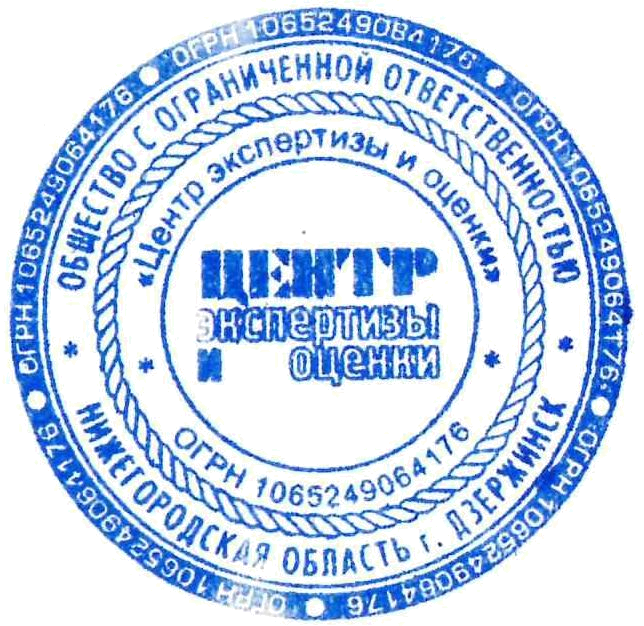 ОГРН 1065249064176 ОГРН 1065249064176 ОГРН 1065249064176 ОГРН 1065249064176 ОГРН 1065249064176
ОБЩЕСТВО С ОГРАНИЧЕННОЙ ОТВЕТСТВЕННОСТЬЮ
«Центр экспертизы и оценки»
ЦЕНТР
экспертизы
и оценки
ОГРН 1065249064176
* * НИЖЕГОРОДСКАЯ ОБЛАСТЬ г. ДЗЕРЖИНСК * *